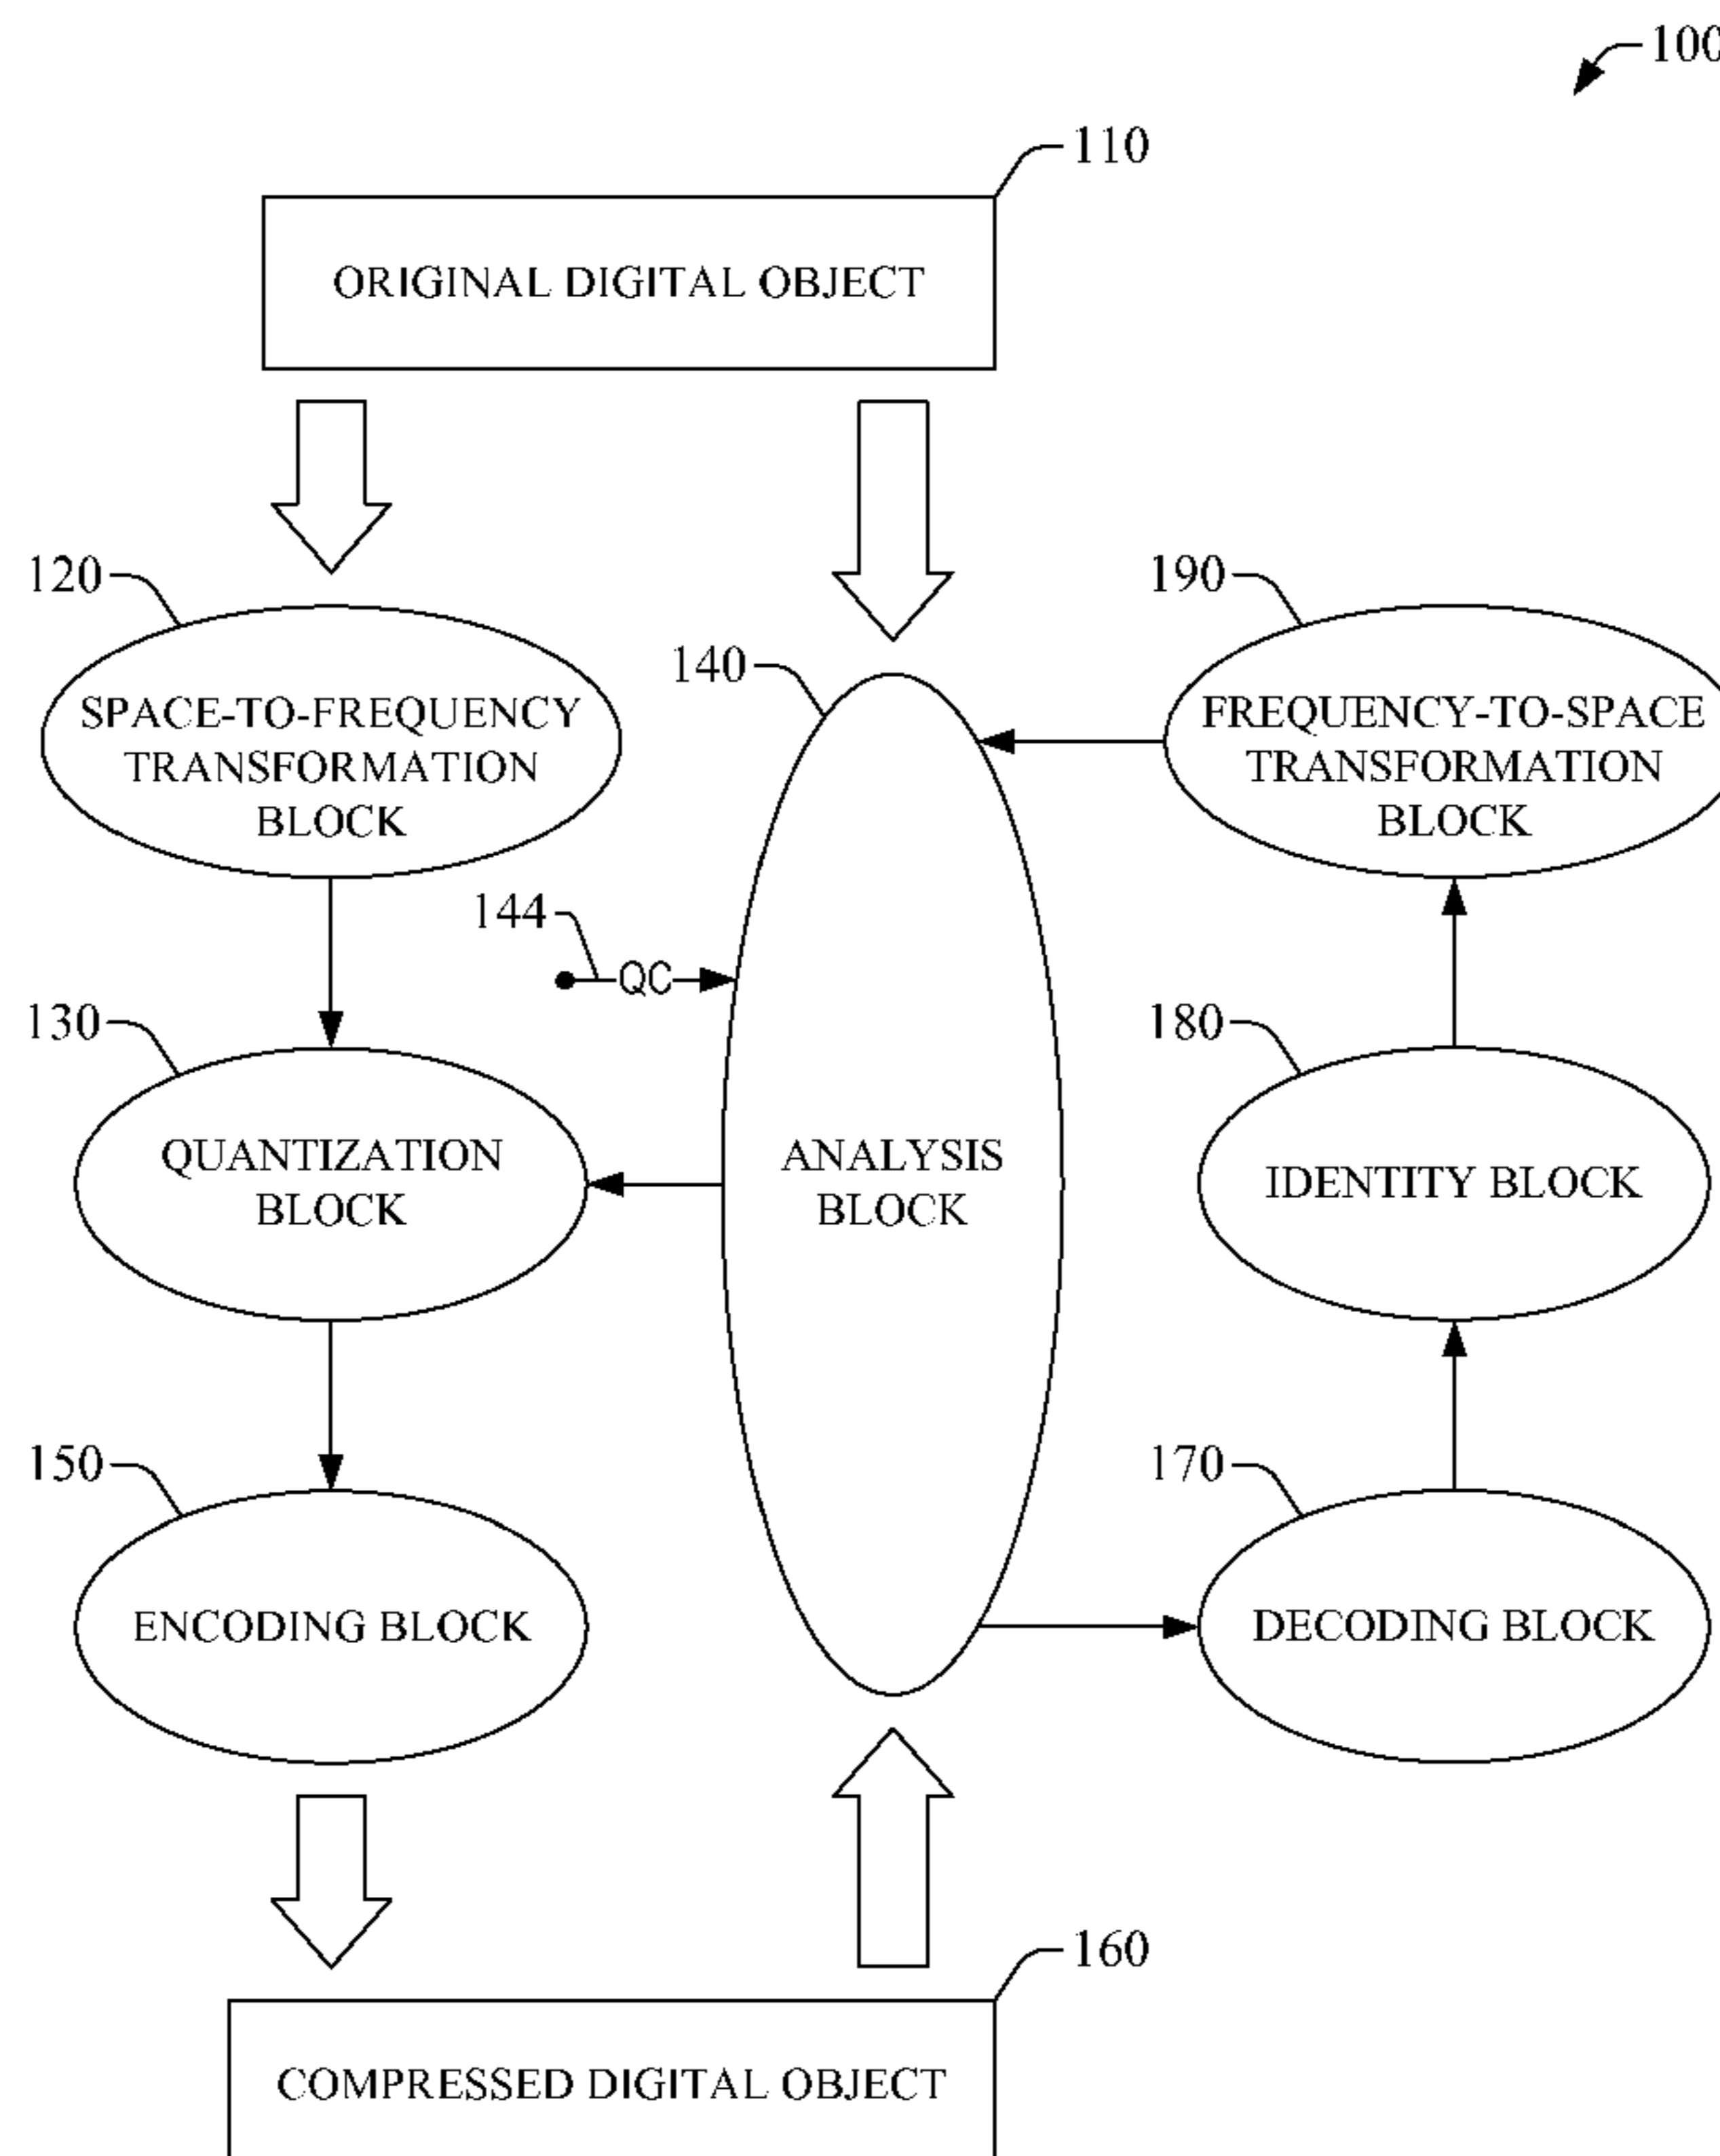 100
110
ORIGINAL DIGITAL OBJECT
120
SPACE-TO-FREQUENCY
TRANSFORMATION
BLOCK
140
190
FREQUENCY-TO-SPACE
TRANSFORMATION
BLOCK
144
QC
130
QUANTIZATION
BLOCK
ANALYSIS
BLOCK
180
IDENTITY BLOCK
150
ENCODING BLOCK
170
DECODING BLOCK
160
COMPRESSED DIGITAL OBJECT